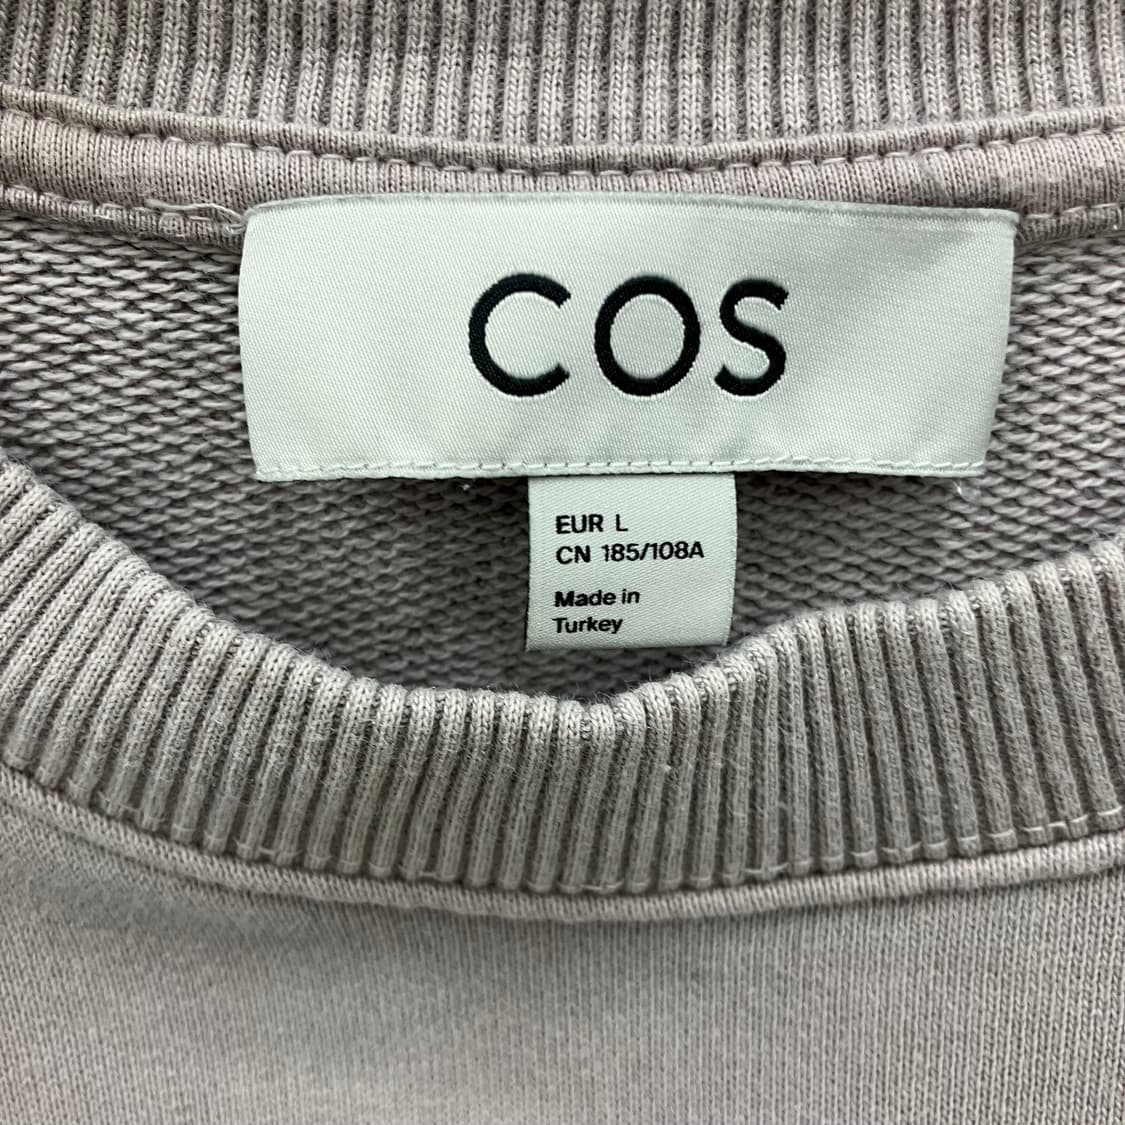 COS
EUR L
CN 185/108A
Made in
Turkey